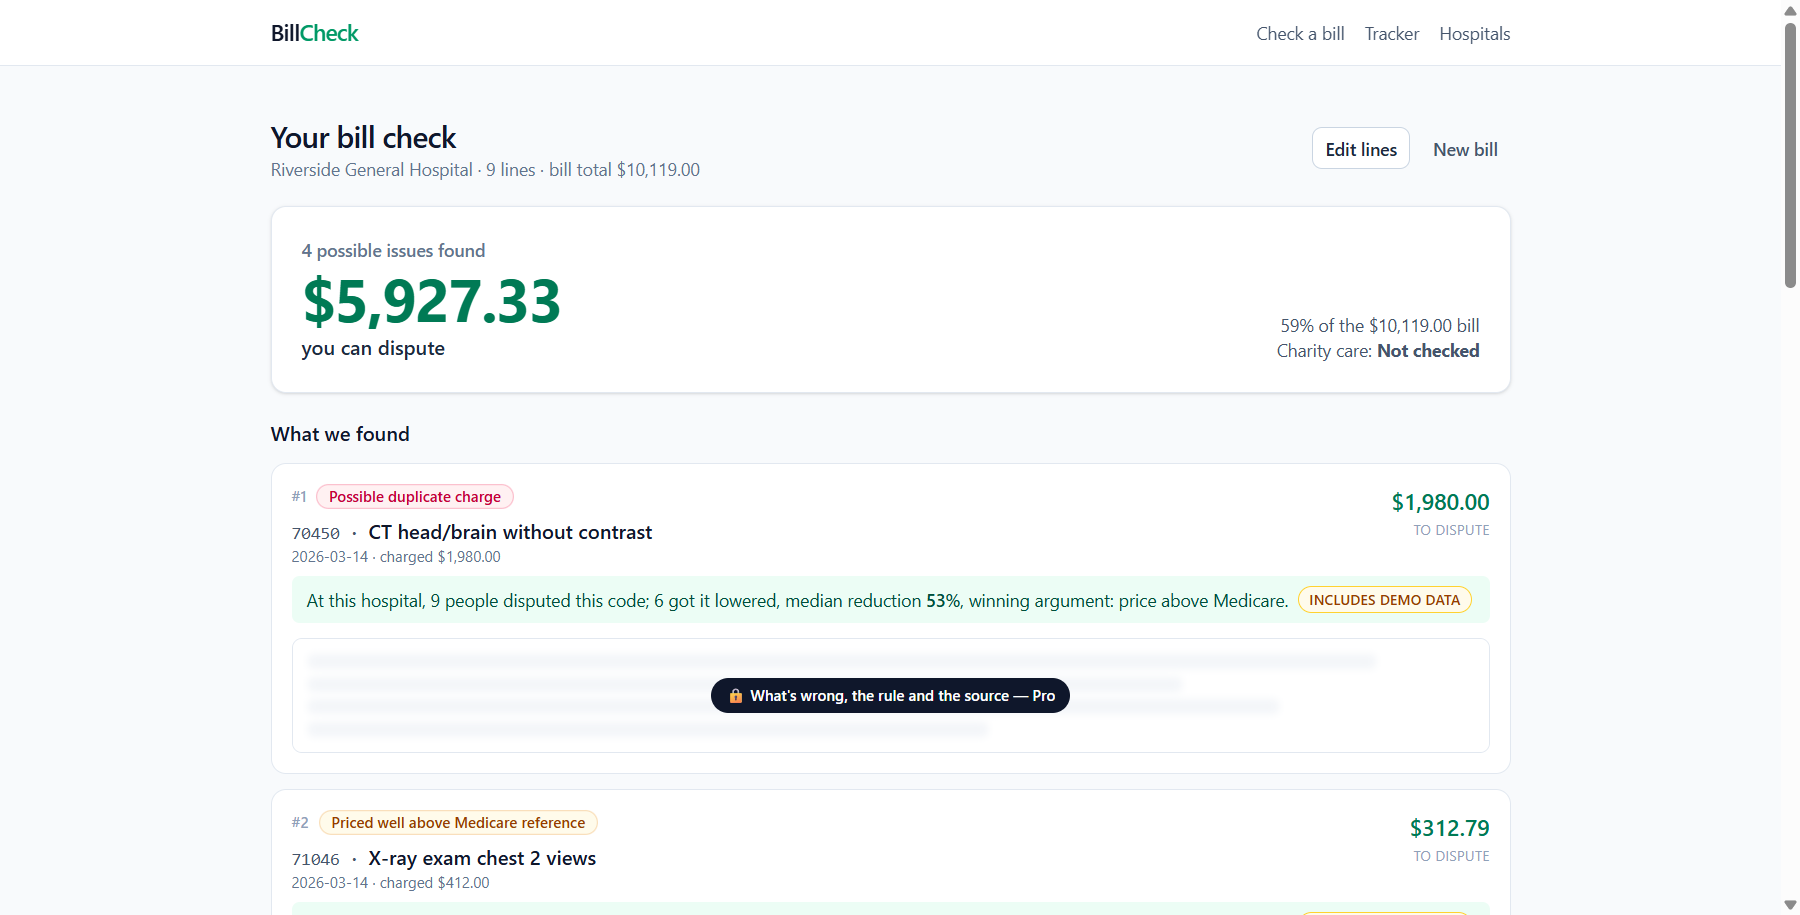 BillCheck
Check a bill
Tracker
Hospitals
Your bill check
Riverside General Hospital · 9 lines · bill total $10,119.00
Edit lines
New bill
4 possible issues found
$5,927.33
you can dispute
59% of the $10,119.00 bill
Charity care: Not checked
What we found
#1 Possible duplicate charge
70450 · CT head/brain without contrast
2026-03-14 · charged $1,980.00
$1,980.00
TO DISPUTE
At this hospital, 9 people disputed this code; 6 got it lowered, median reduction 53%, winning argument: price above Medicare. INCLUDES DEMO DATA
🔒 What's wrong, the rule and the source — Pro
#2 Priced well above Medicare reference
71046 · X-ray exam chest 2 views
2026-03-14 · charged $412.00
$312.79
TO DISPUTE